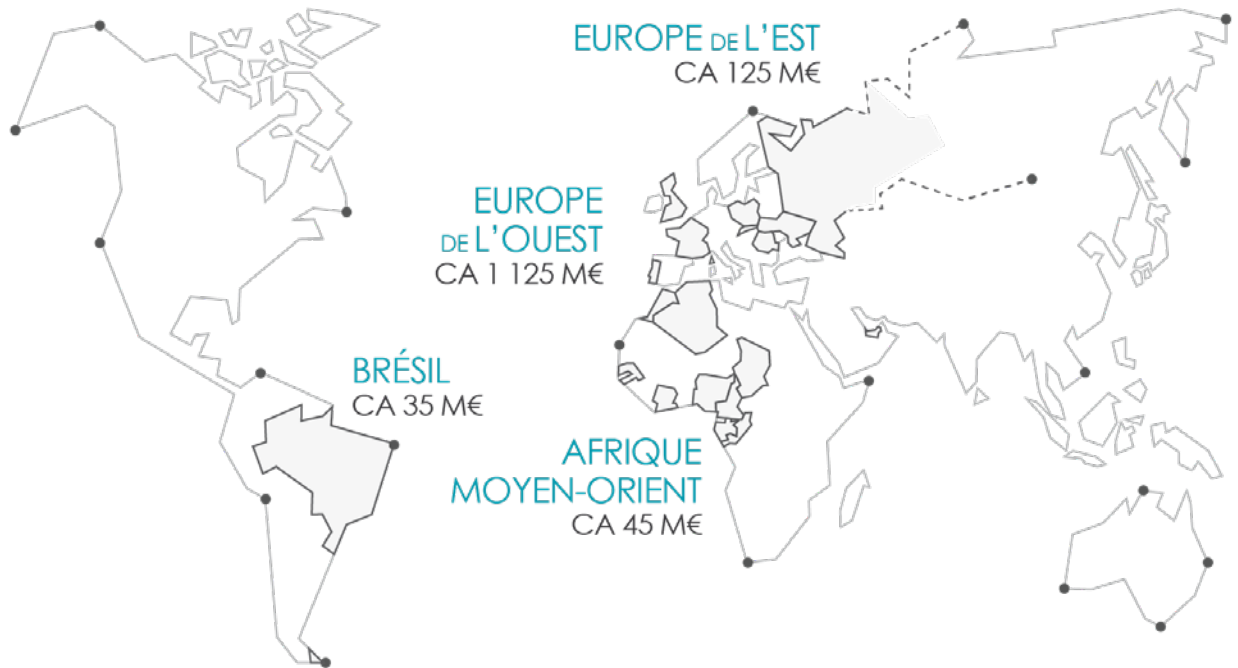 EUROPE DE L'EST
CA 125 M€
EUROPE
DE L'OUEST
CA 1 125 M€
BRÉSIL
CA 35 M€
AFRIQUE
MOYEN-ORIENT
CA 45 M€